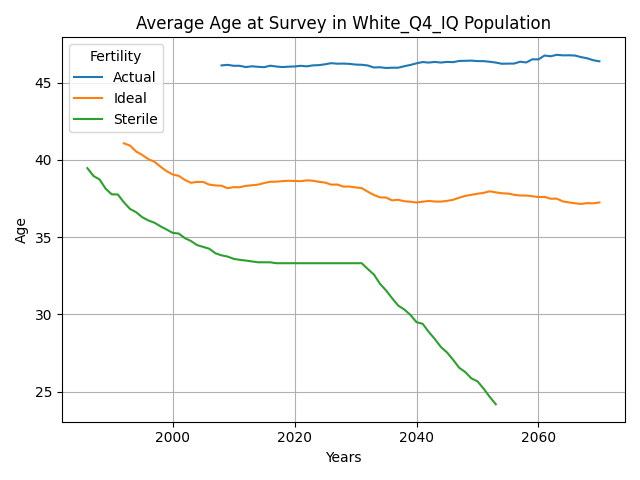 Average Age at Survey in White_Q4_IQ Population
Fertility
Actual
Ideal
Sterile
45
40
35
30
25
Age
2000
2020
2040
2060
Years